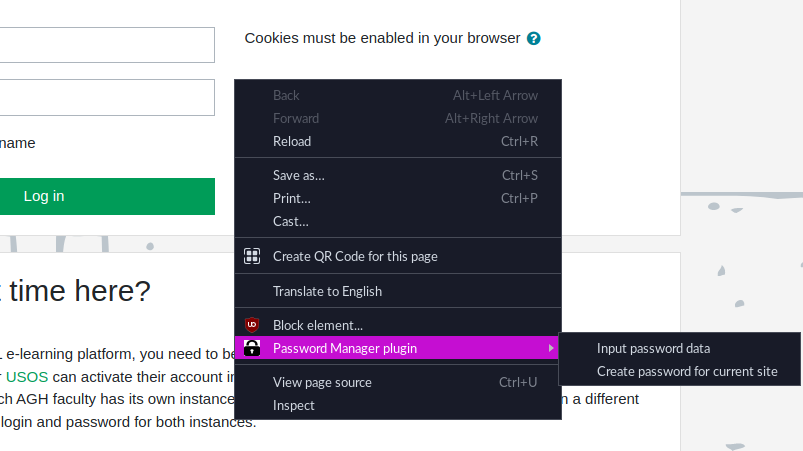 Cookies must be enabled in your browser
name
Log in
Back Alt+Left Arrow
Forward Alt+Right Arrow
Reload Ctrl+R
Save as... Ctrl+S
Print... Ctrl+P
Cast...
Create QR Code for this page
Translate to English
Block element...
Password Manager plugin
Input password data
Create password for current site
View page source Ctrl+U
Inspect
time here?
e-learning platform, you need to be
USOS can activate their account in
AGH faculty has its own instance
a different
login and password for both instances.